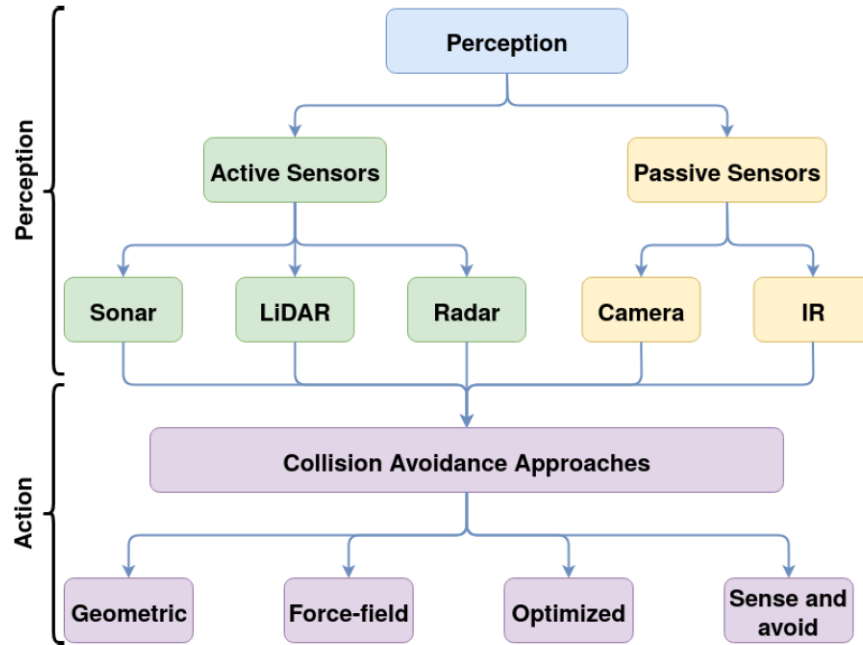 Perception
Perception
Active Sensors
Passive Sensors
Sonar
LiDAR
Radar
Camera
IR
Action
Collision Avoidance Approaches
Geometric
Force-field
Optimized
Sense and
avoid